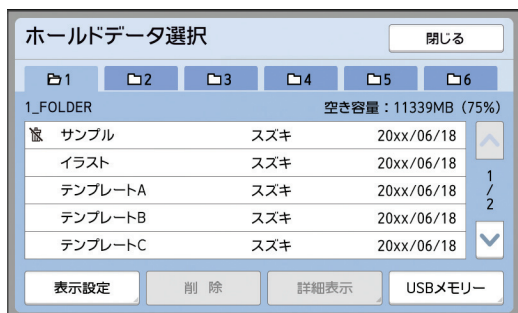 ホールドデータ選択
閉じる
1 2 3 4 5 6
1_FOLDER 空き容量：11339MB（75%）
サンプル スズキ 20xx/06/18
イラスト スズキ 20xx/06/18
テンプレートA スズキ 20xx/06/18
テンプレートB スズキ 20xx/06/18
テンプレートC スズキ 20xx/06/18
1/2
表示設定 削 除 詳細表示 USBメモリー